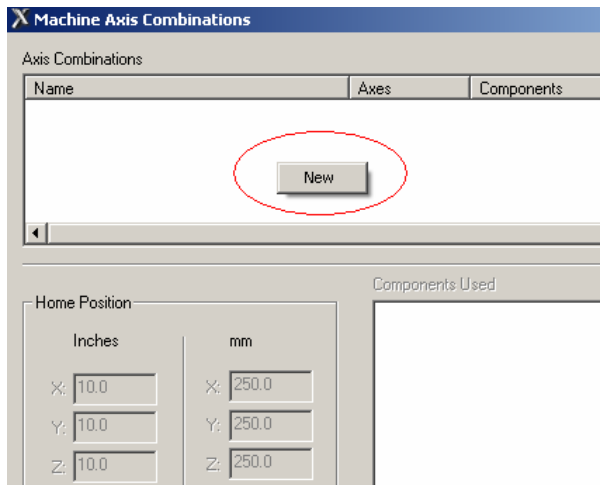 Machine Axis Combinations
Axis Combinations
Name Axes Components
New
Components Used
Home Position
Inches mm
X: 10.0 X: 250.0
Y: 10.0 Y: 250.0
Z: 10.0 Z: 250.0